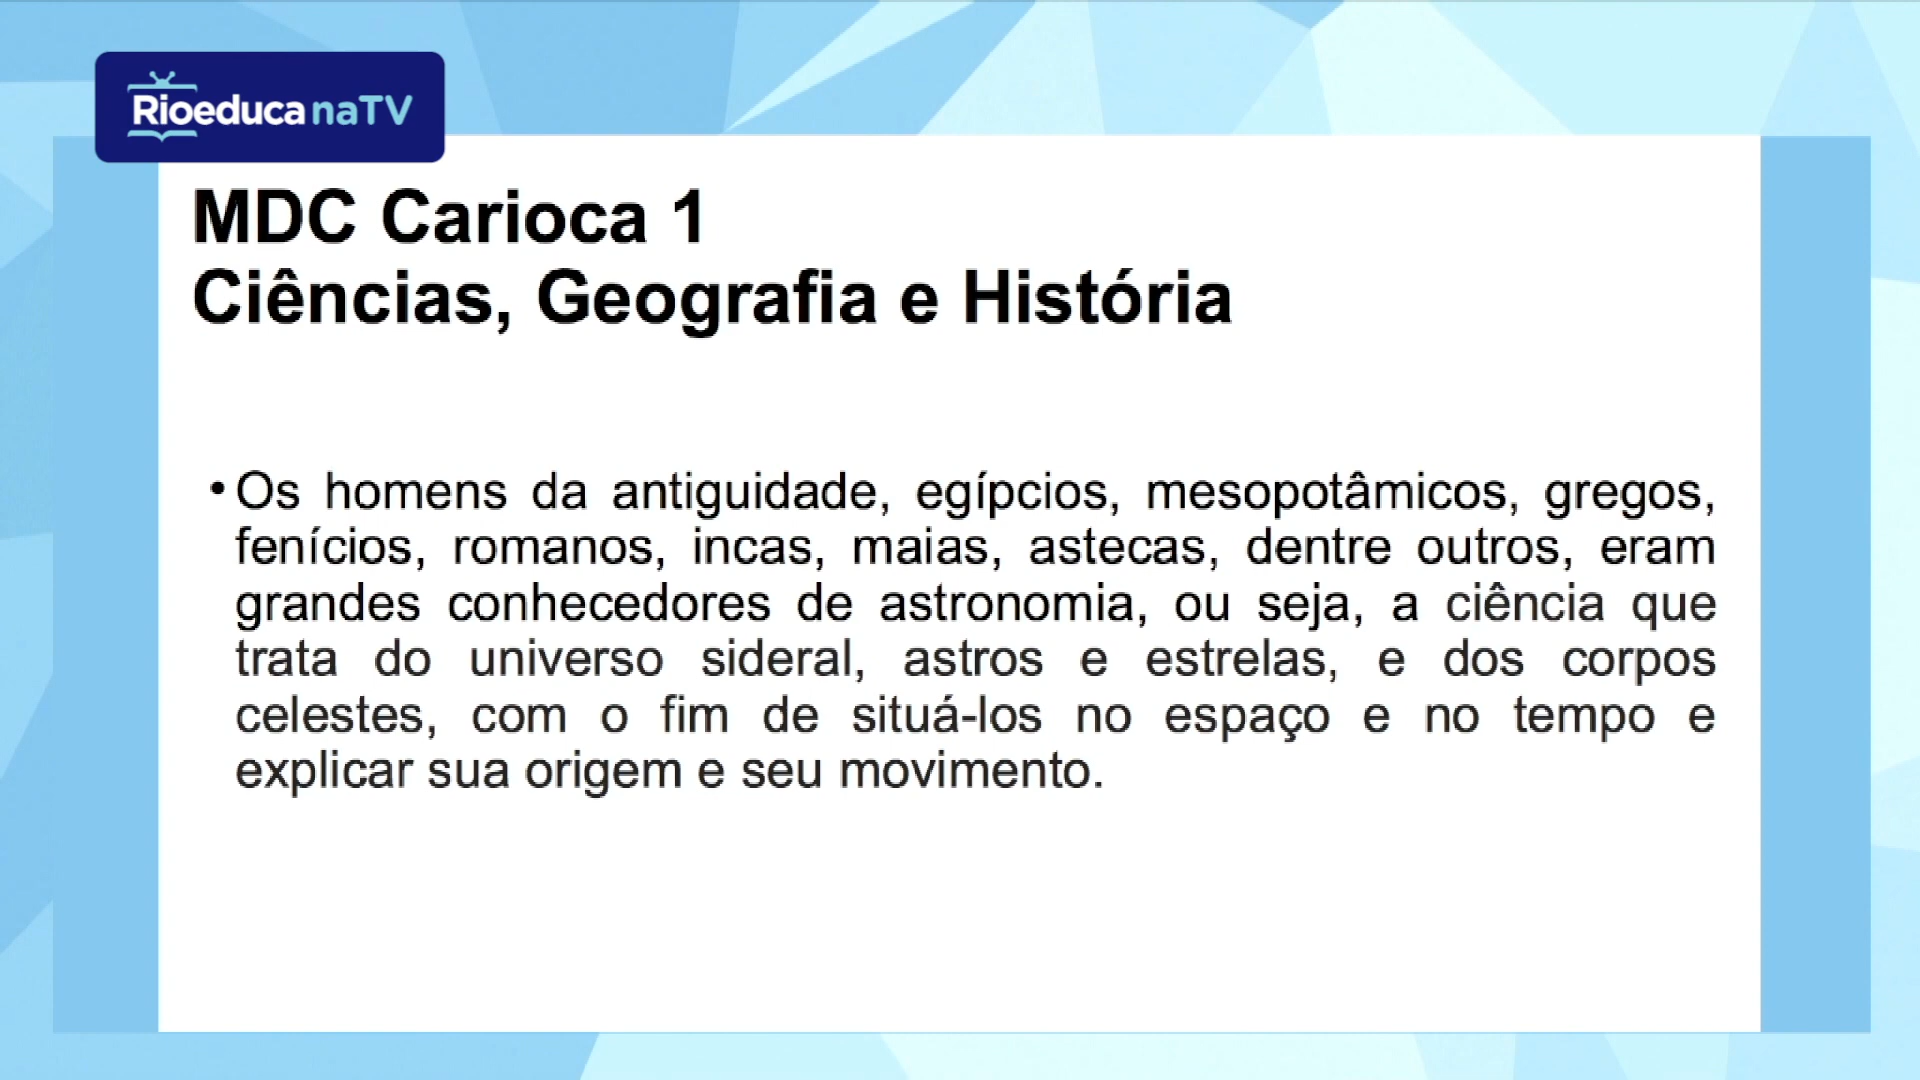 Rioeduca naTV
MDC Carioca 1
Ciências, Geografia e História
• Os homens da antiguidade, egípcios, mesopotâmicos, gregos,
fenícios, romanos, incas, maias, astecas, dentre outros, eram
grandes conhecedores de astronomia, ou seja, a ciência que
trata do universo sideral, astros e estrelas, e dos corpos
celestes, com o fim de situá-los no espaço e no tempo e
explicar sua origem e seu movimento.